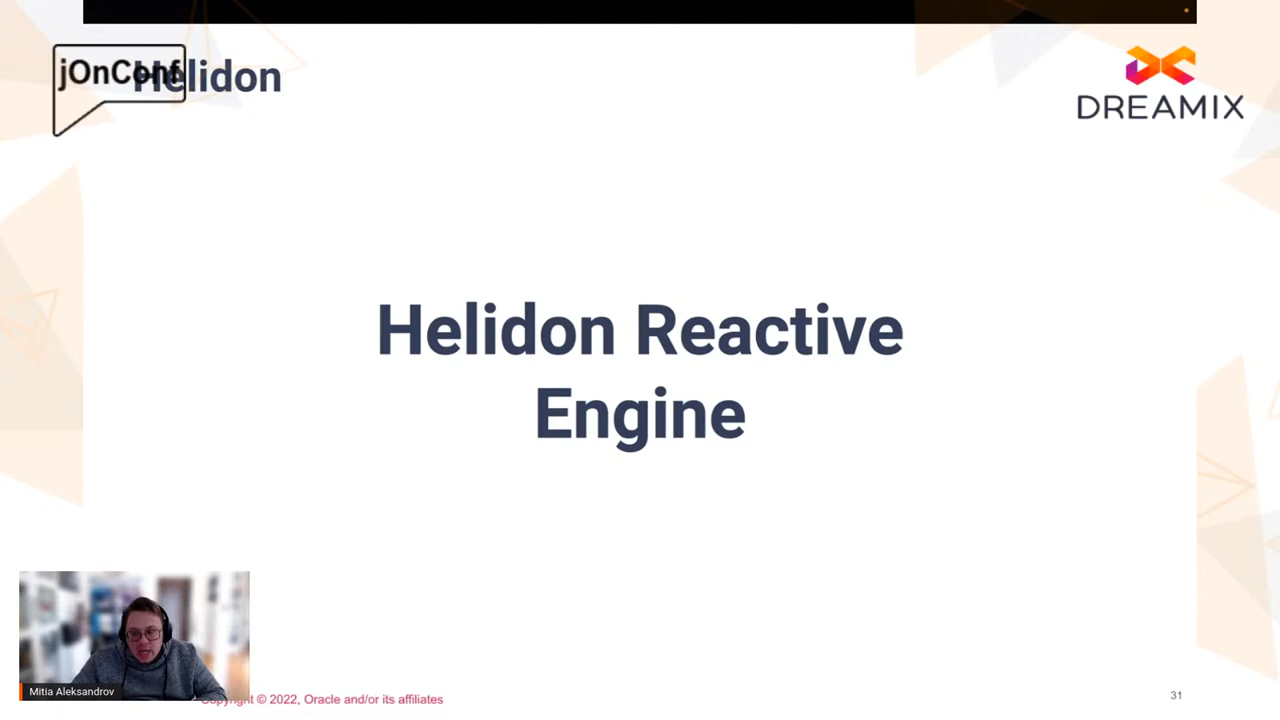 jOnConf
Helidon
DREAMIX
Helidon Reactive
Engine
Mitia Aleksandrov
Copyright © 2022, Oracle and/or its affiliates
31